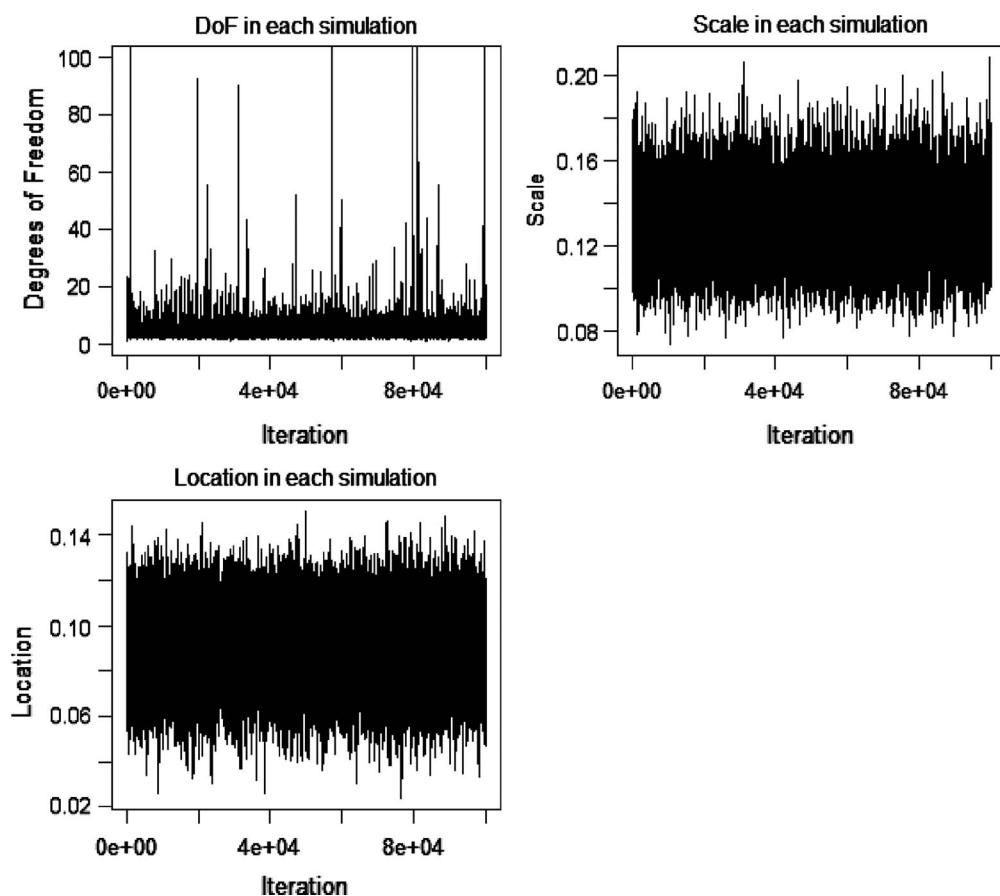 DoF in each simulation
Degrees of Freedom
100
80
60
40
20
0
0e+00 4e+04 8e+04
Iteration
Scale in each simulation
Scale
0.20
0.16
0.12
0.08
0e+00 4e+04 8e+04
Iteration
Location in each simulation
Location
0.14
0.10
0.06
0.02
0e+00 4e+04 8e+04
Iteration